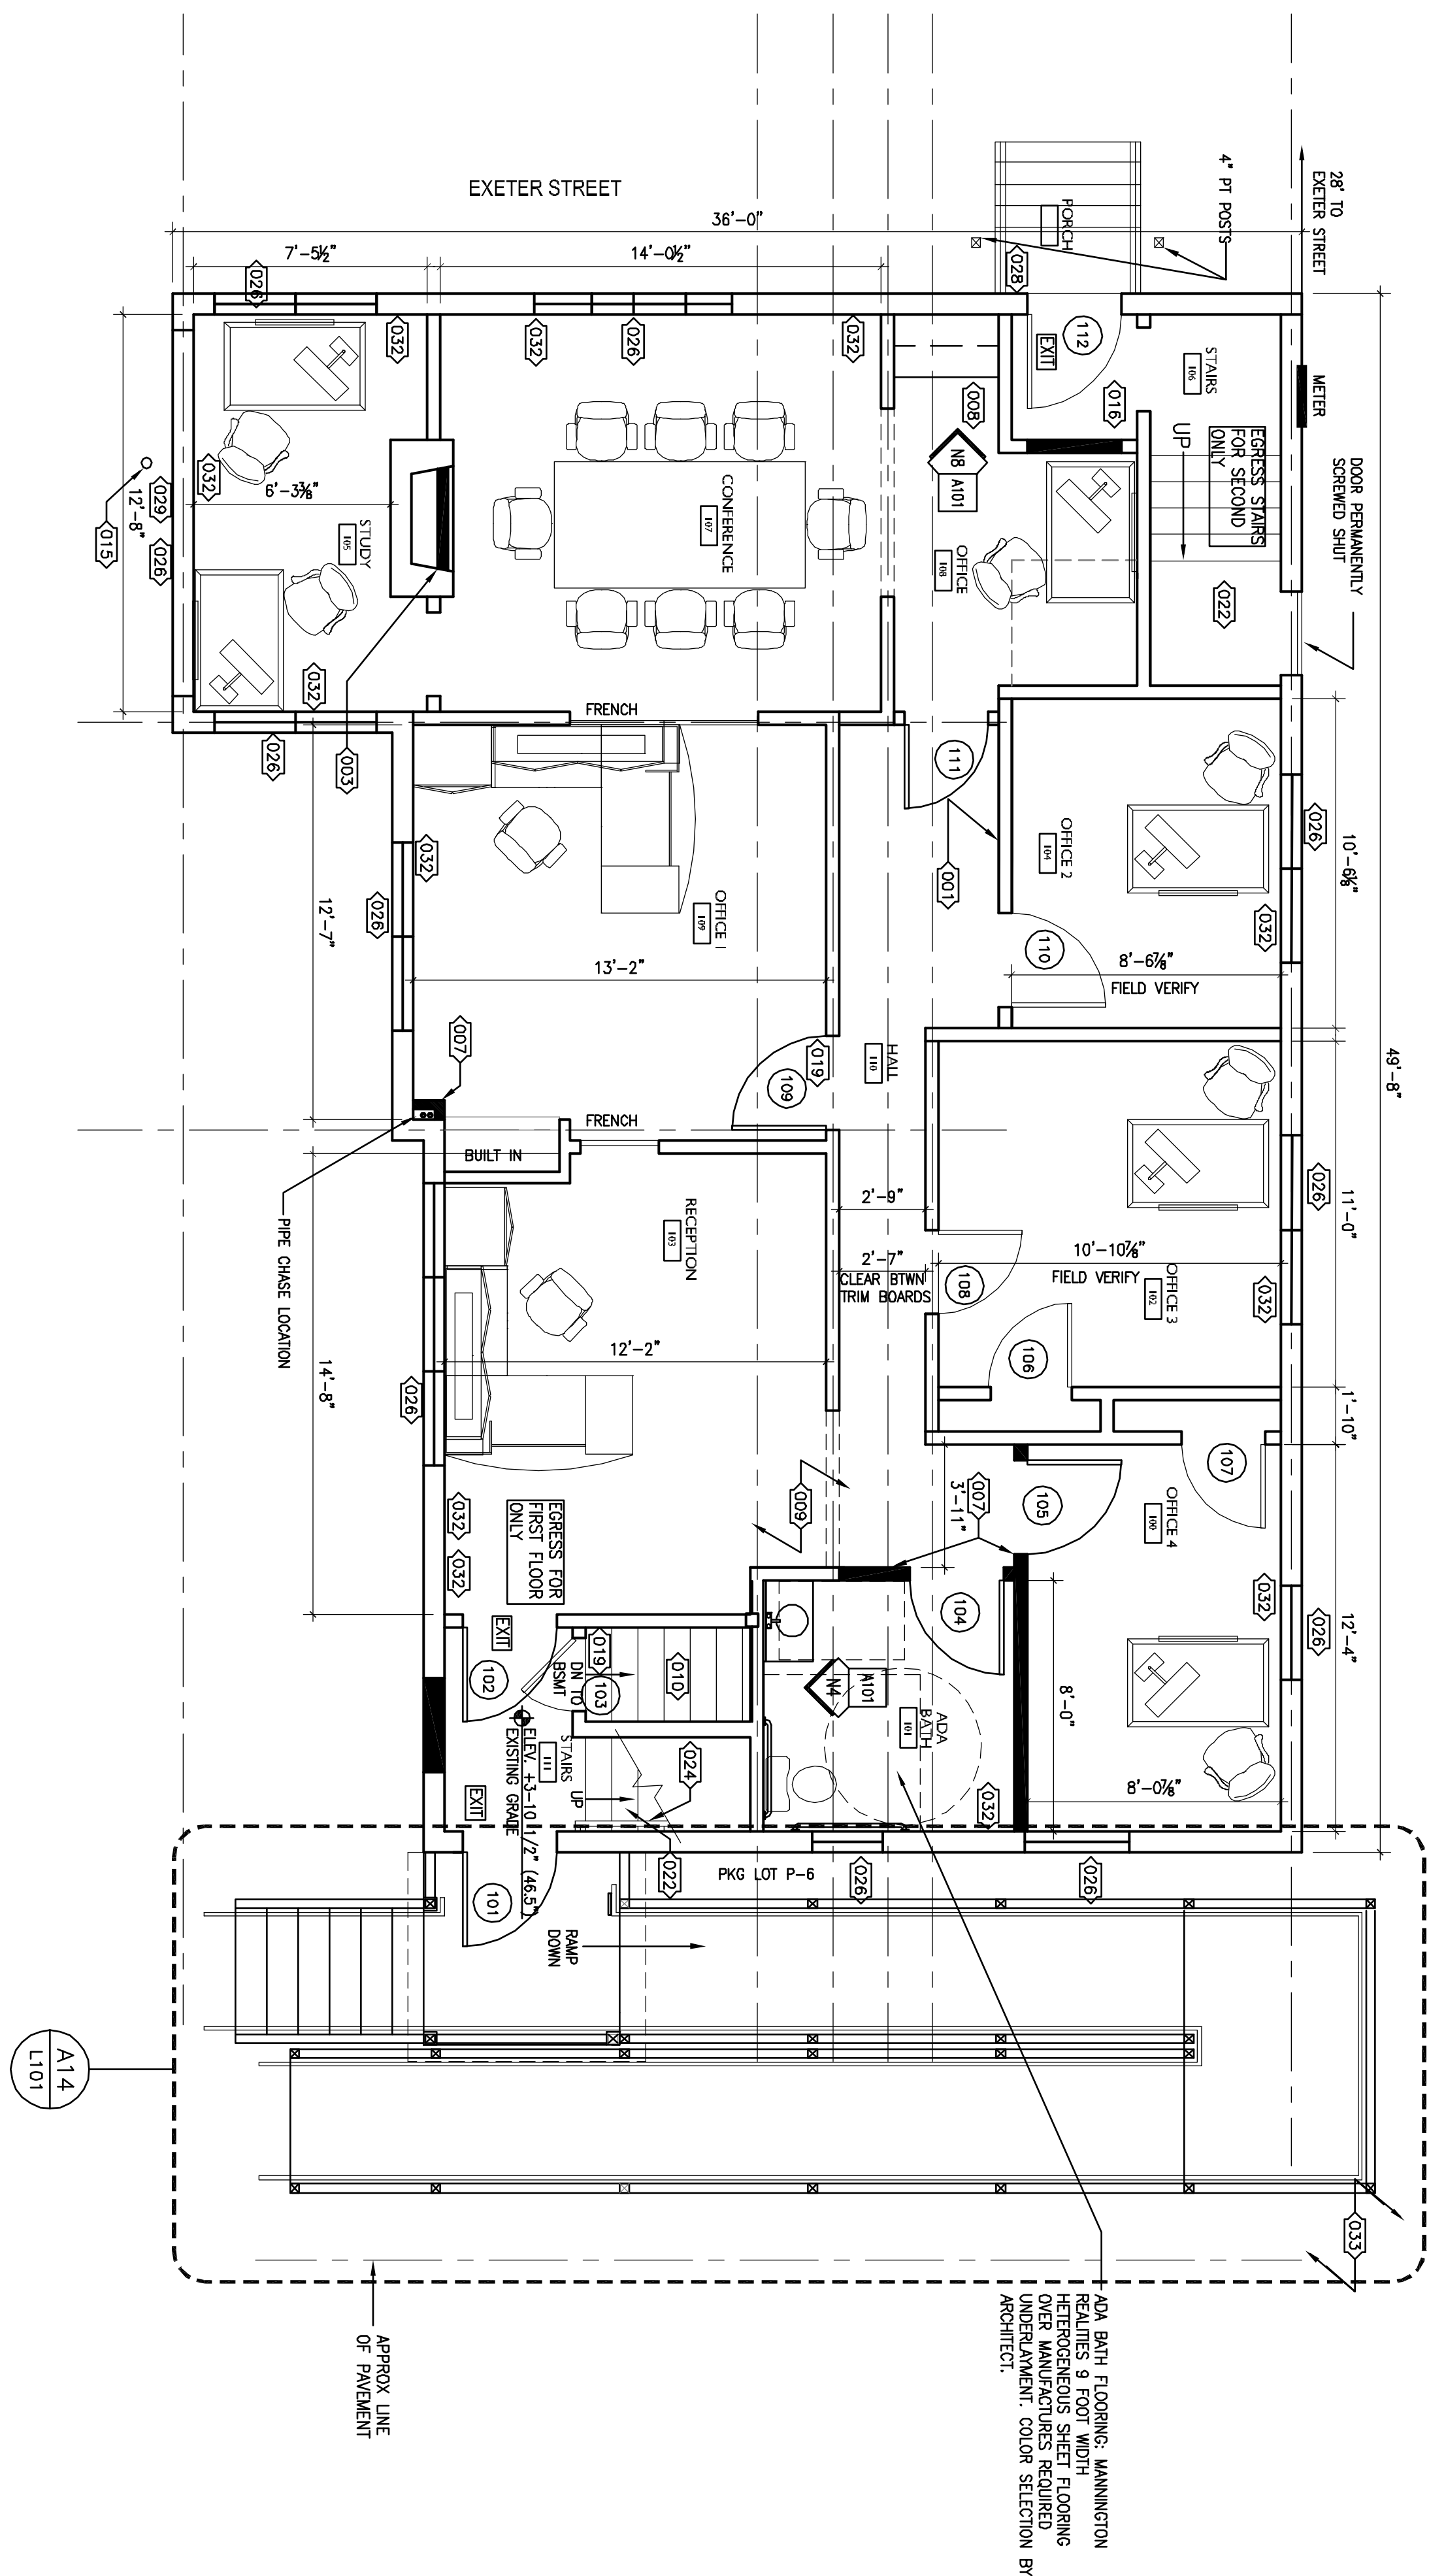 28' TO
EXETER STREET
4" PT POSTS
PORCH
028
EXETER STREET
36'-0"
7'-5½"
14'-0½"
METER
DOOR PERMANENTLY
SCREWED SHUT
49'-8"
STAIRS
106
112
EXIT
016
UP
EGRESS STAIRS
FOR SECOND
ONLY
022
008
N8
A101
OFFICE
108
026
032
032
026
032
CONFERENCE
107
032
6'-3⅜"
STUDY
105
032
029
026
12'-8"
015
026
003
FRENCH
111
001
OFFICE 2
104
026
10'-6⅛"
032
110
8'-6⅞"
FIELD VERIFY
032
026
12'-7"
OFFICE 1
109
13'-2"
007
019
109
HALL
110
FRENCH
BUILT IN
PIPE CHASE LOCATION
RECEPTION
103
2'-9"
2'-7"
CLEAR BTWN
TRIM BOARDS
108
10'-10⅞"
FIELD VERIFY
OFFICE 3
102
026
11'-0"
032
106
1'-10"
12'-2"
026
14'-8"
032
032
EGRESS FOR
FIRST FLOOR
ONLY
009
3'-11"
007
105
107
OFFICE 4
100
032
026
12'-4"
8'-0"
8'-0⅞"
104
N4
A101
ADA
BATH
101
032
EXIT
102
019
DN TO
BSMT
103
010
ELEV. +3-10 1/2" (46.5")
EXISTING GRADE
STAIRS
111
UP
024
EXIT
022
PKG LOT P-6
026
026
101
RAMP
DOWN
033
A14
L101
APPROX LINE
OF PAVEMENT
ADA BATH FLOORING: MANNINGTON
REALITIES 9 FOOT WIDTH
HETEROGENEOUS SHEET FLOORING
OVER MANUFACTURES REQUIRED
UNDERLAYMENT. COLOR SELECTION BY
ARCHITECT.